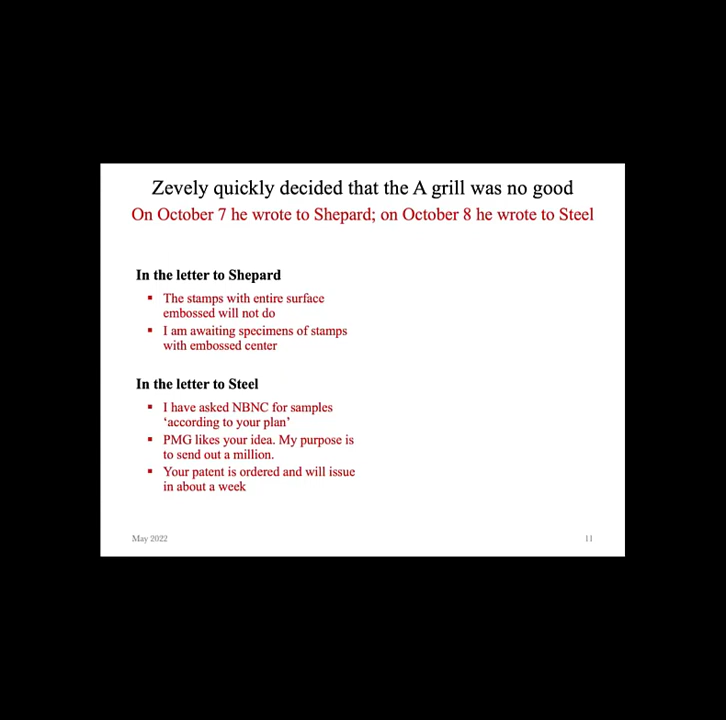 Zevely quickly decided that the A grill was no good
On October 7 he wrote to Shepard; on October 8 he wrote to Steel
In the letter to Shepard
▪ The stamps with entire surface
embossed will not do
▪ I am awaiting specimens of stamps
with embossed center
In the letter to Steel
▪ I have asked NBNC for samples
‘according to your plan’
▪ PMG likes your idea. My purpose is
to send out a million.
▪ Your patent is ordered and will issue
in about a week
May 2022
11